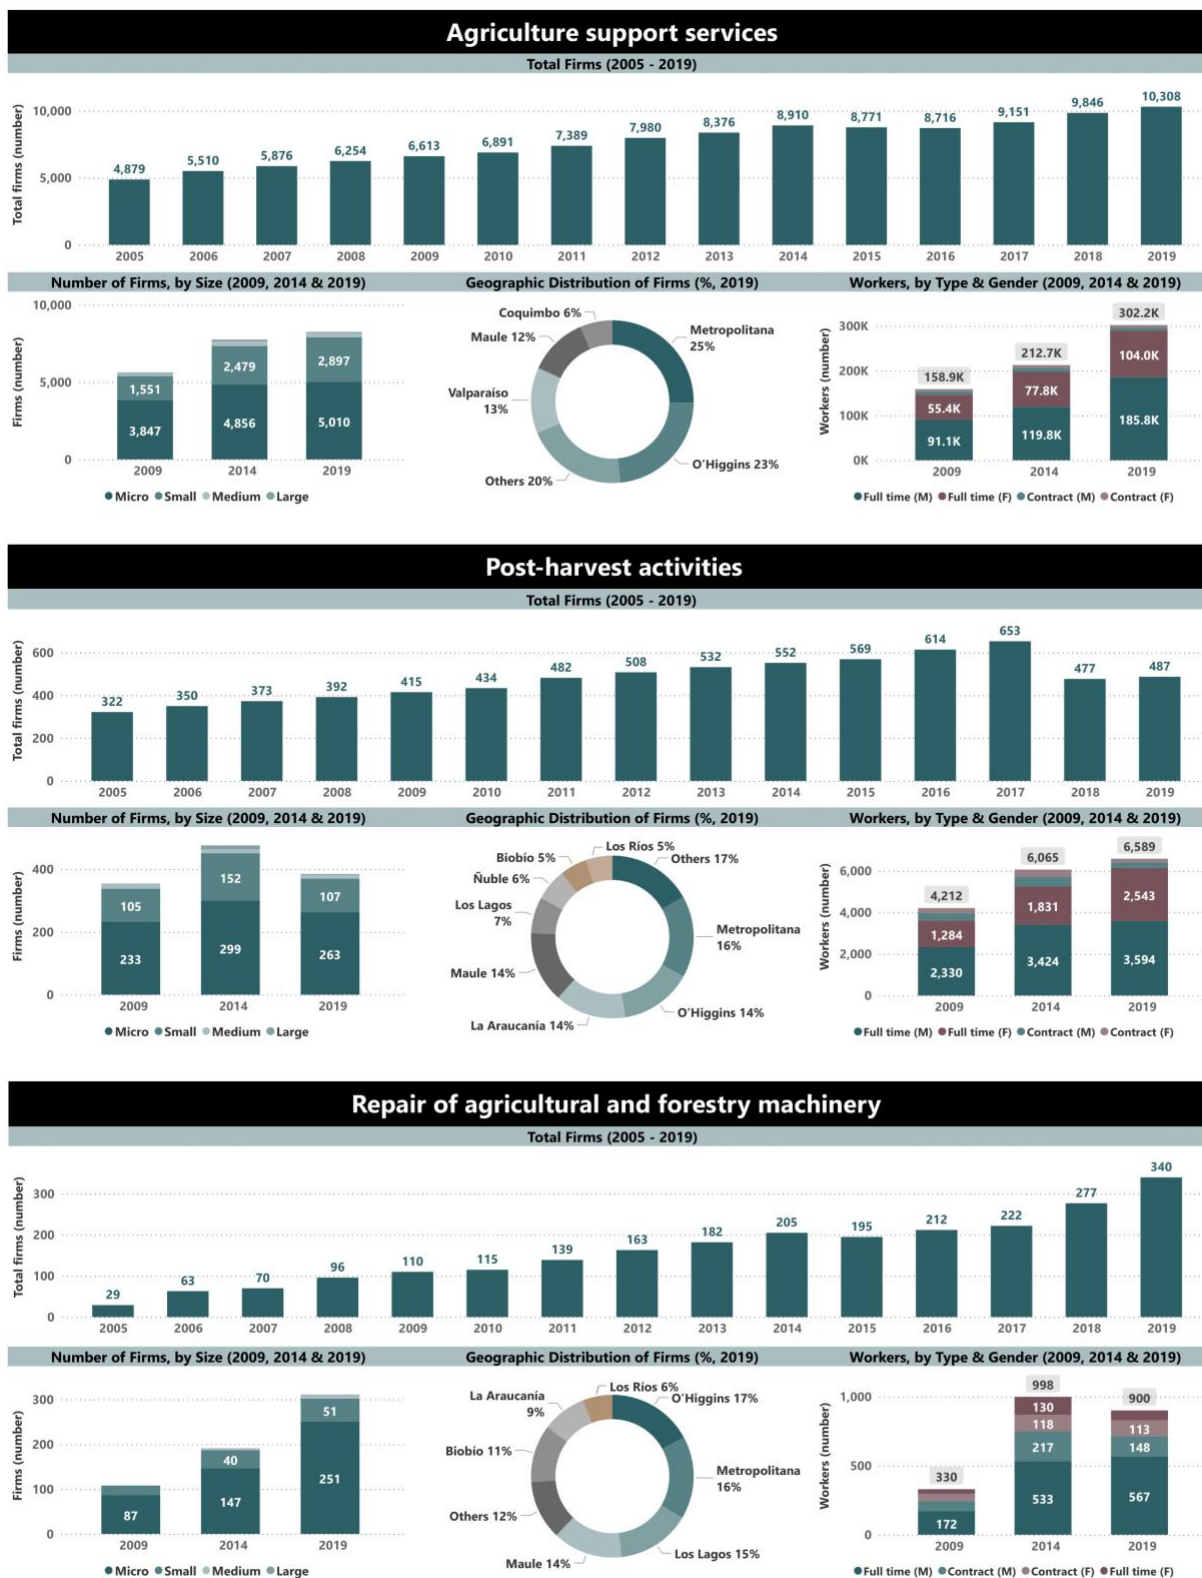 Agriculture support services
Total Firms (2005 - 2019)
Total firms (number)
10,000
5,000
0
4,879
5,510
5,876
6,254
6,613
6,891
7,389
7,980
8,376
8,910
8,771
8,716
9,151
9,846
10,308
2005
2006
2007
2008
2009
2010
2011
2012
2013
2014
2015
2016
2017
2018
2019
Number of Firms, by Size (2009, 2014 & 2019)
Firms (number)
10,000
5,000
0
1,551
3,847
2,479
4,856
2,897
5,010
2009
2014
2019
Micro Small Medium Large
Geographic Distribution of Firms (%, 2019)
Coquimbo 6%
Maule 12%
Valparaíso
13%
Others 20%
Metropolitana
25%
O'Higgins 23%
Workers, by Type & Gender (2009, 2014 & 2019)
Workers (number)
300K
200K
100K
0K
158.9K
55.4K
91.1K
212.7K
77.8K
119.8K
302.2K
104.0K
185.8K
2009
2014
2019
Full time (M) Full time (F) Contract (M) Contract (F)
Post-harvest activities
Total Firms (2005 - 2019)
Total firms (number)
600
400
200
0
322
350
373
392
415
434
482
508
532
552
569
614
653
477
487
2005
2006
2007
2008
2009
2010
2011
2012
2013
2014
2015
2016
2017
2018
2019
Number of Firms, by Size (2009, 2014 & 2019)
Firms (number)
400
200
0
105
233
152
299
107
263
2009
2014
2019
Micro Small Medium Large
Geographic Distribution of Firms (%, 2019)
Los Ríos 5%
Biobío 5%
Ñuble 6%
Los Lagos
7%
Maule 14%
La Araucanía 14%
Others 17%
Metropolitana
16%
O'Higgins 14%
Workers, by Type & Gender (2009, 2014 & 2019)
Workers (number)
6,000
4,000
2,000
0
4,212
1,284
2,330
6,065
1,831
3,424
6,589
2,543
3,594
2009
2014
2019
Full time (M) Full time (F) Contract (M) Contract (F)
Repair of agricultural and forestry machinery
Total Firms (2005 - 2019)
Total firms (number)
300
200
100
0
29
63
70
96
110
115
139
163
182
205
195
212
222
277
340
2005
2006
2007
2008
2009
2010
2011
2012
2013
2014
2015
2016
2017
2018
2019
Number of Firms, by Size (2009, 2014 & 2019)
Firms (number)
300
200
100
0
87
40
147
51
251
2009
2014
2019
Micro Small Medium Large
Geographic Distribution of Firms (%, 2019)
Los Ríos 6%
La Araucanía
9%
Biobío 11%
Others 12%
Maule 14%
O'Higgins 17%
Metropolitana
16%
Los Lagos 15%
Workers, by Type & Gender (2009, 2014 & 2019)
Workers (number)
1,000
500
0
330
172
998
130
118
217
533
900
113
148
567
2009
2014
2019
Full time (M) Contract (M) Contract (F) Full time (F)